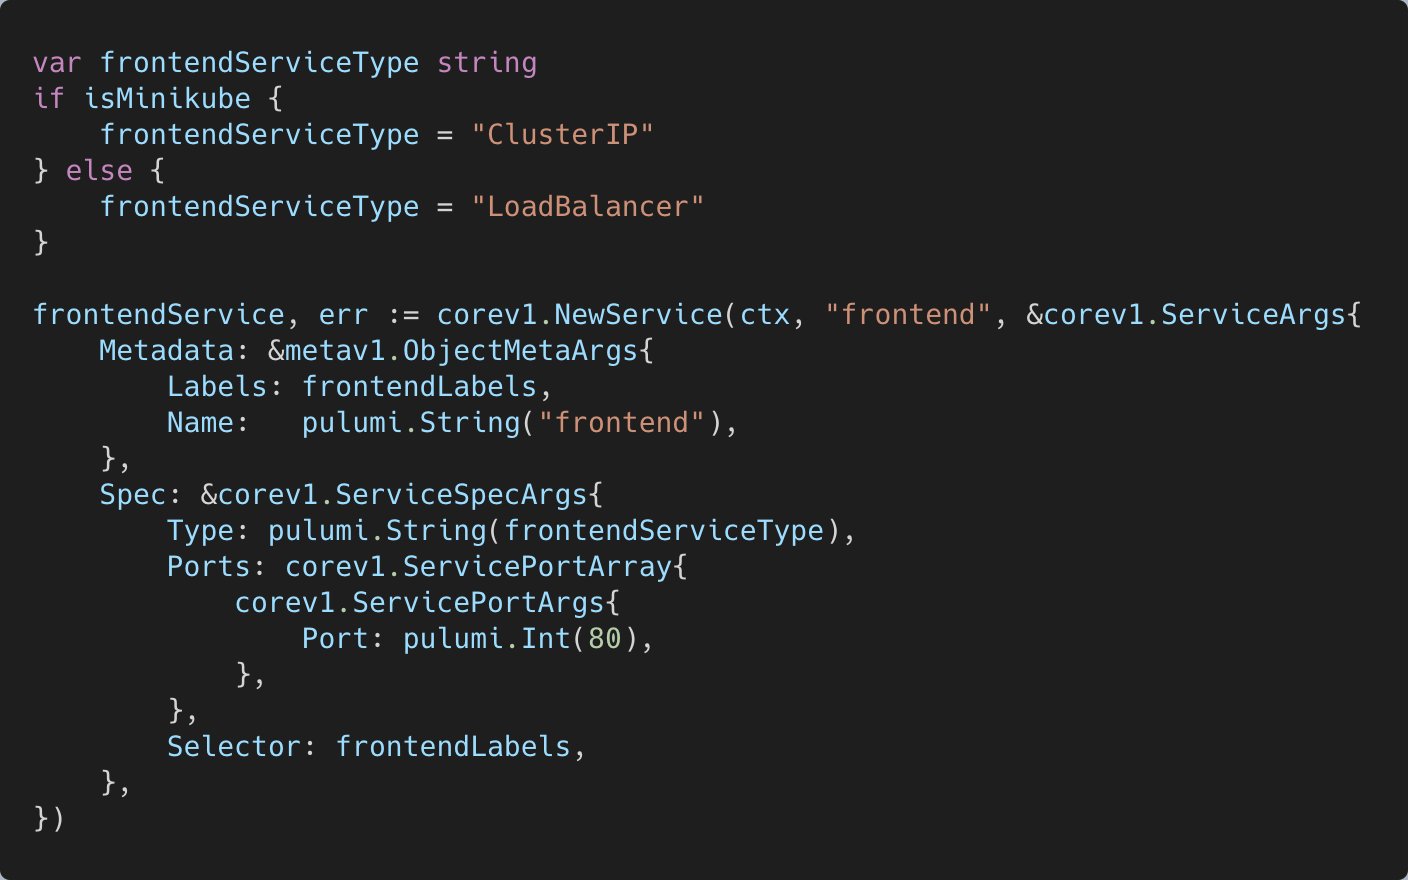 var frontendServiceType string
if isMinikube {
    frontendServiceType = "ClusterIP"
} else {
    frontendServiceType = "LoadBalancer"
}

frontendService, err := corev1.NewService(ctx, "frontend", &corev1.ServiceArgs{
    Metadata: &metav1.ObjectMetaArgs{
        Labels: frontendLabels,
        Name:   pulumi.String("frontend"),
    },
    Spec: &corev1.ServiceSpecArgs{
        Type: pulumi.String(frontendServiceType),
        Ports: corev1.ServicePortArray{
            corev1.ServicePortArgs{
                Port: pulumi.Int(80),
            },
        },
        Selector: frontendLabels,
    },
})